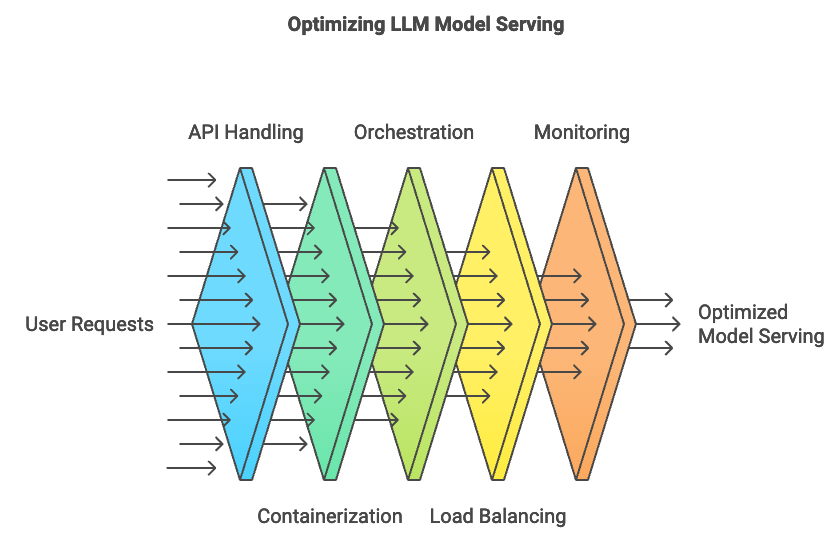 Optimizing LLM Model Serving
API Handling
Orchestration
Monitoring
User Requests
Optimized
Model Serving
Containerization
Load Balancing